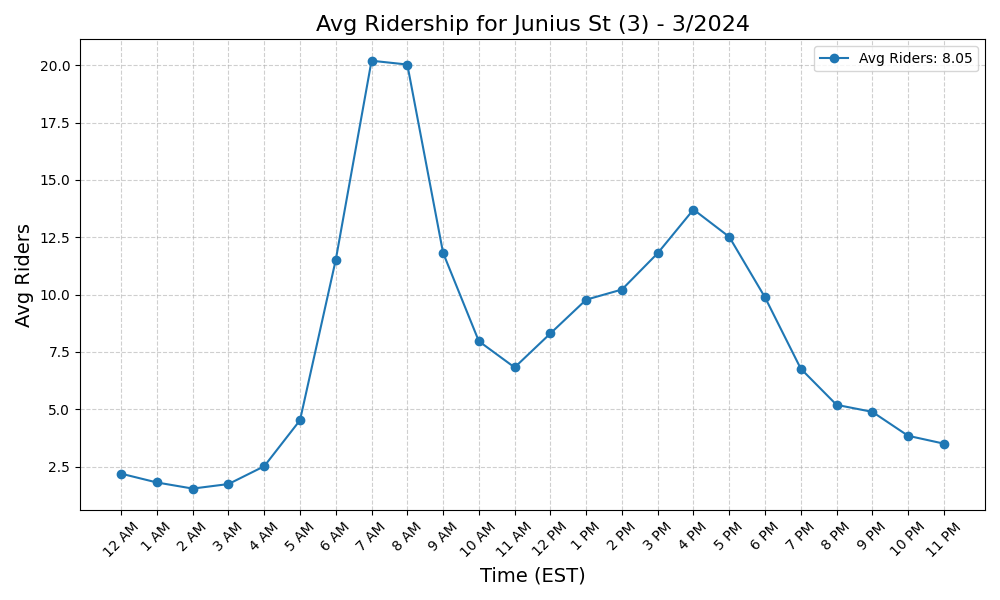 Avg Ridership for Junius St (3) - 3/2024
Avg Riders: 8.05
Avg Riders
20.0
17.5
15.0
12.5
10.0
7.5
5.0
2.5
12 AM
1 AM
2 AM
3 AM
4 AM
5 AM
6 AM
7 AM
8 AM
9 AM
10 AM
11 AM
12 PM
1 PM
2 PM
3 PM
4 PM
5 PM
6 PM
7 PM
8 PM
9 PM
10 PM
11 PM
Time (EST)